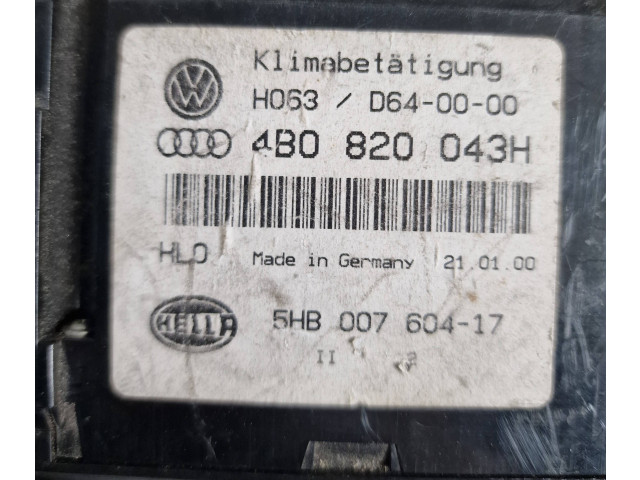 Klimabetätigung
H063 / D64-00-00
4B0 820 043H
HLO Made in Germany 21.01.00
HELLA 5HB 007 604-17
II